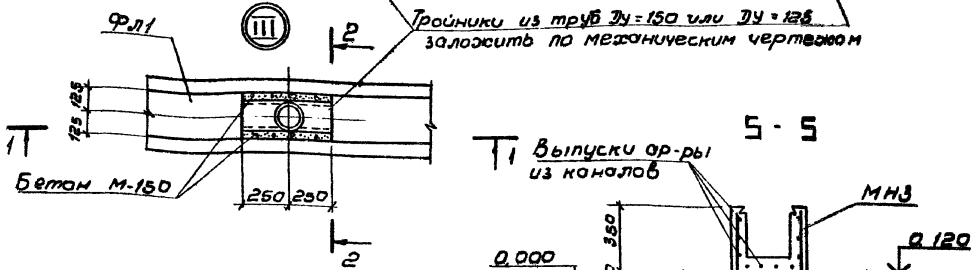 Фл1
III
2
Тройники из труб Ду=150 или Ду=125
заложить по механическим чертежам
125
125
1
1
Бетон М-150
250 250
2
5-5
Выпуски ар-ры
из каналов
МН3
350
0.000
0.120